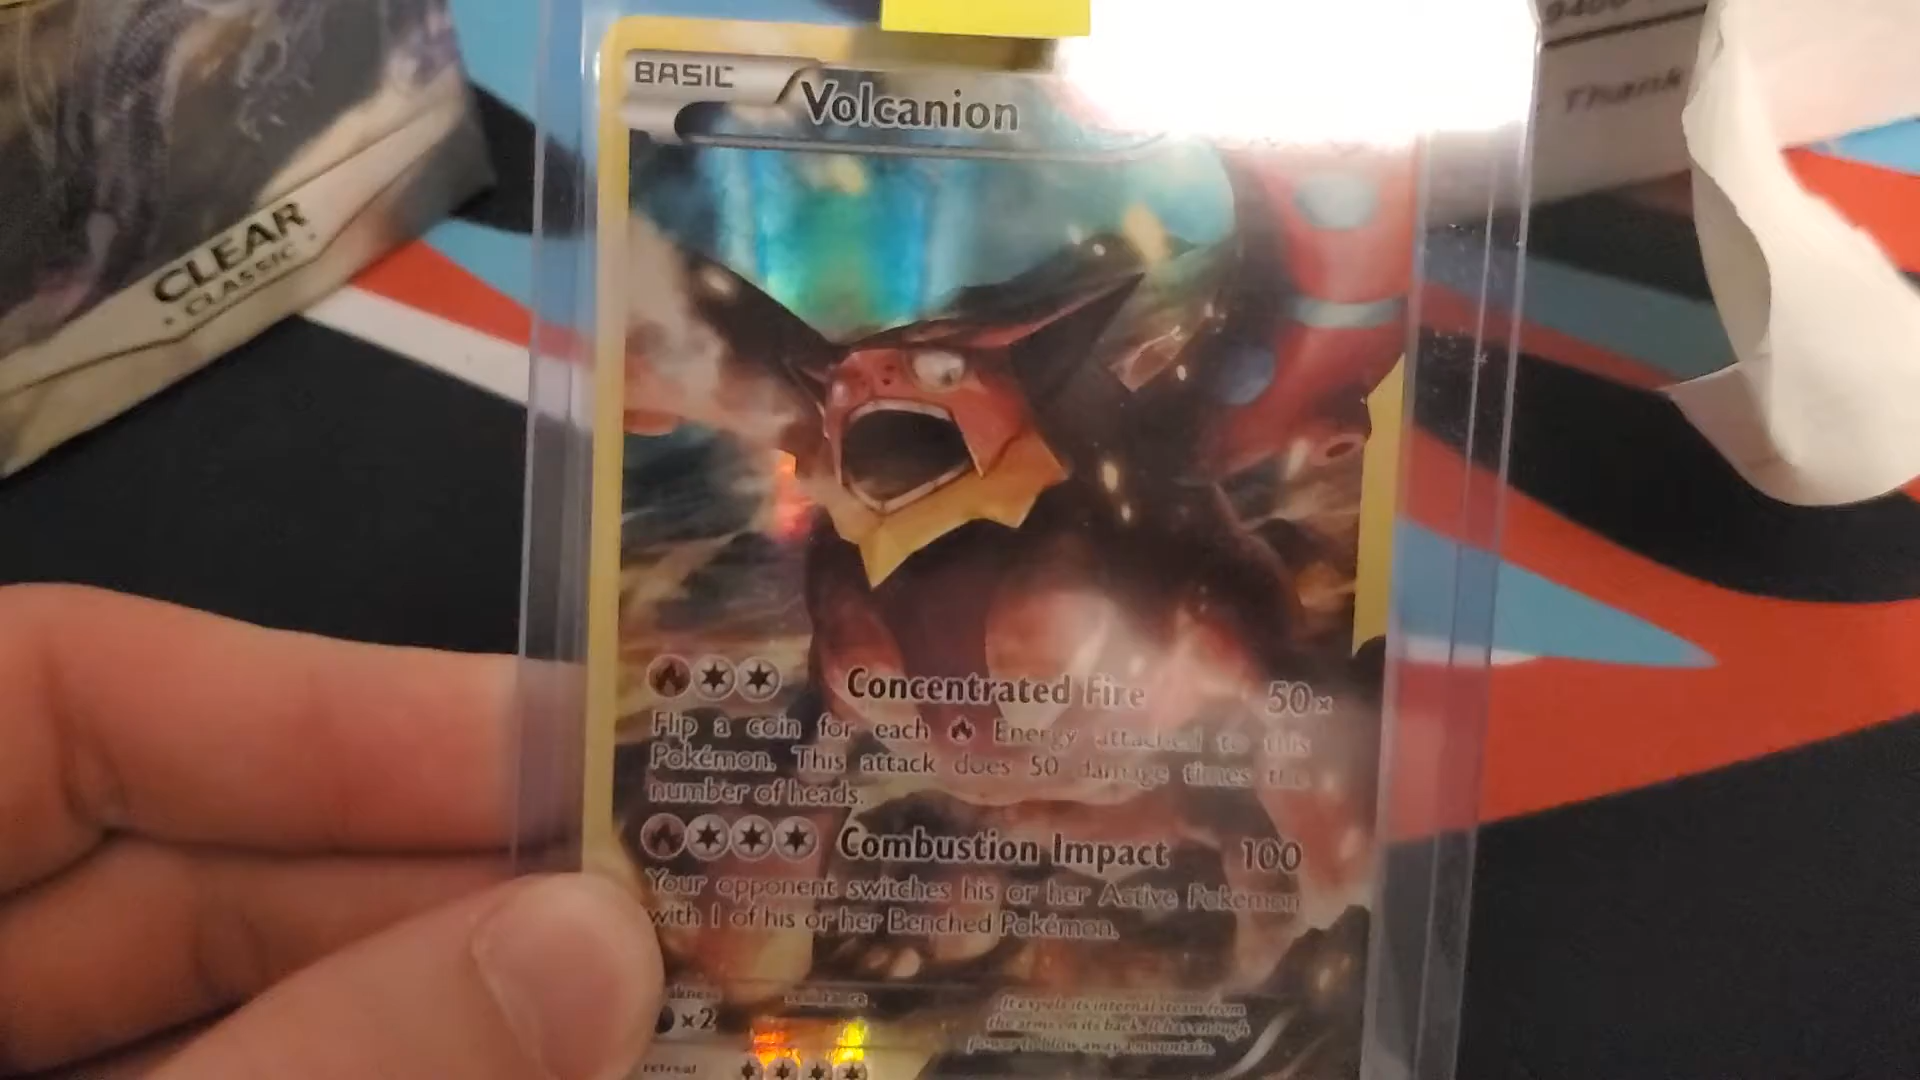 BASIC
Volcanion
CLEAR
• CLASSIC •
Thank
Concentrated Fire 50×
Flip a coin for each Energy attached to this
Pokémon. This attack does 50 damage times the
number of heads.
Combustion Impact 100
Your opponent switches his or her Active Pokémon
with 1 of his or her Benched Pokémon.
resistance
×2
It expels its internal steam from
the arms on its back. It has enough
power to blow away a mountain.
retreat